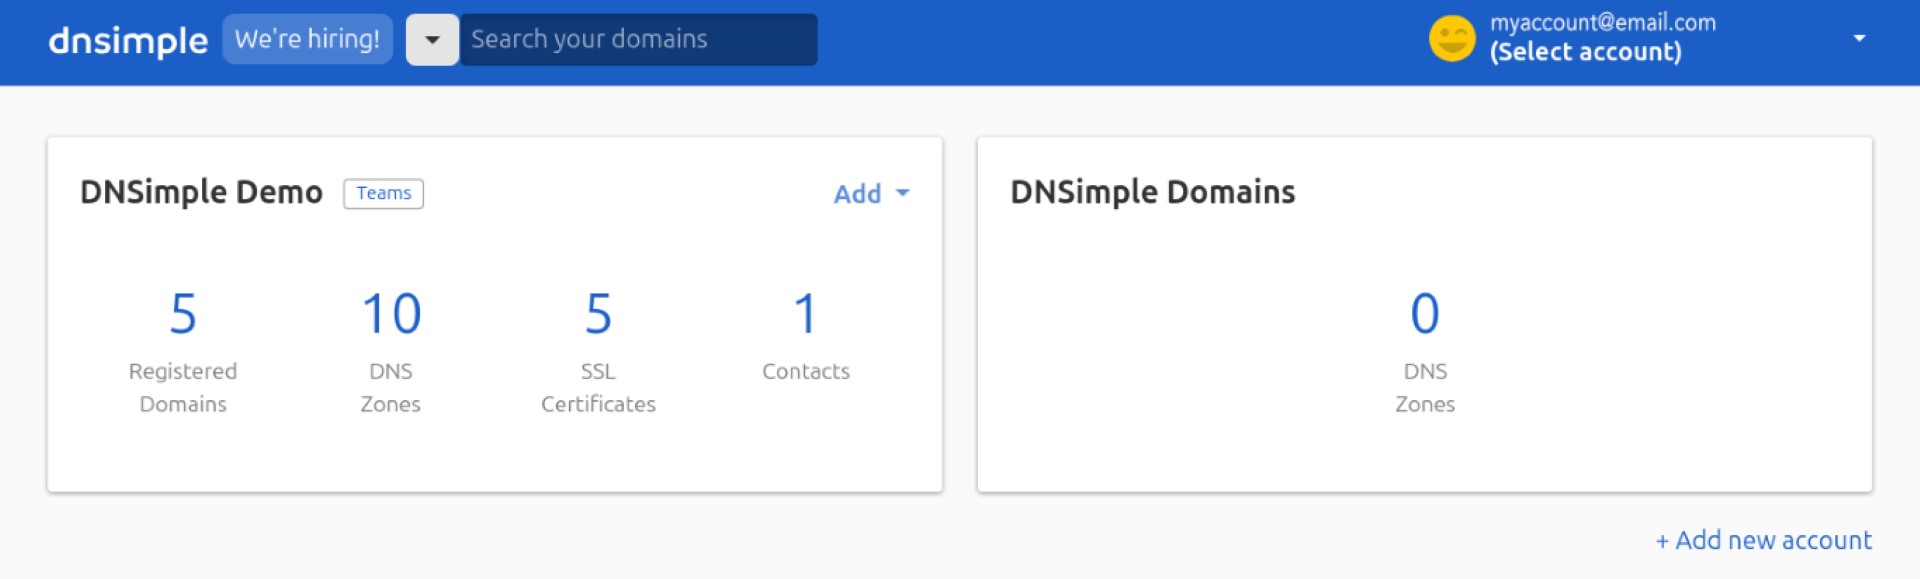 dnsimple We're hiring! Search your domains
myaccount@email.com
(Select account)
DNSimple Demo Teams Add
5 10 5 1
Registered DNS SSL Contacts
Domains Zones Certificates
DNSimple Domains
0
DNS
Zones
+ Add new account